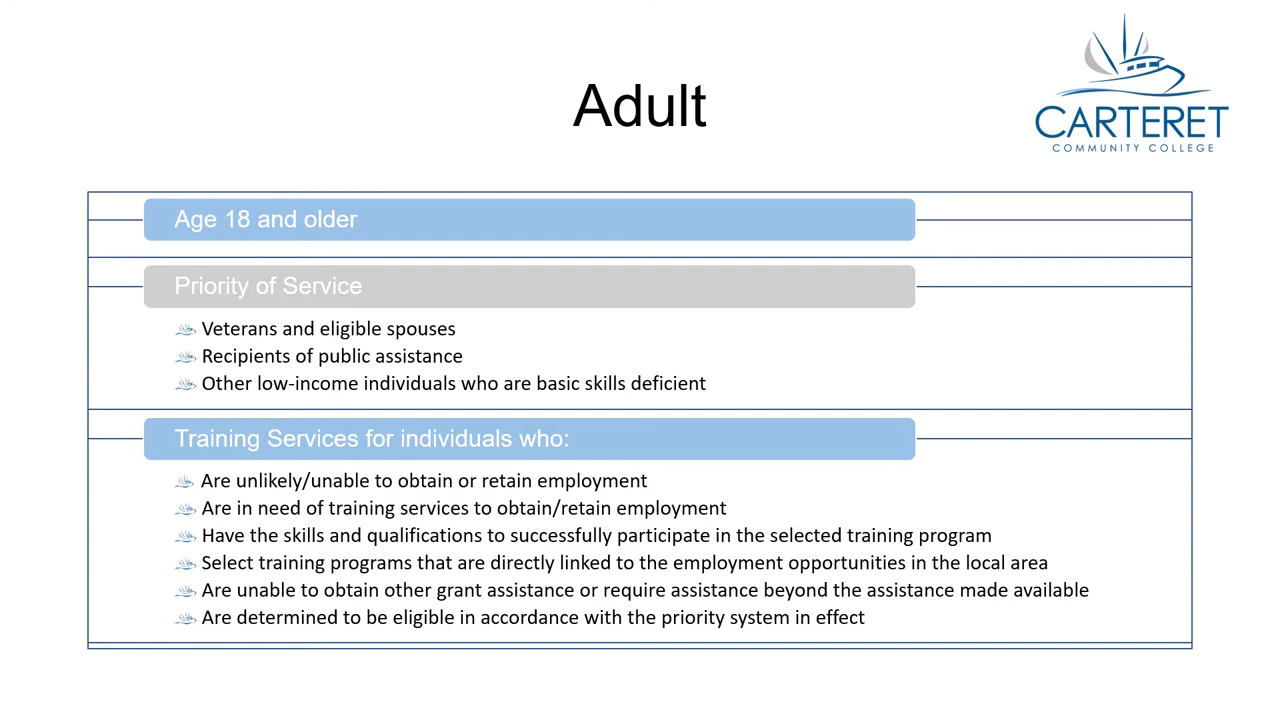 CARTERET
COMMUNITY COLLEGE
Adult
Age 18 and older
Priority of Service
Veterans and eligible spouses
Recipients of public assistance
Other low-income individuals who are basic skills deficient
Training Services for individuals who:
Are unlikely/unable to obtain or retain employment
Are in need of training services to obtain/retain employment
Have the skills and qualifications to successfully participate in the selected training program
Select training programs that are directly linked to the employment opportunities in the local area
Are unable to obtain other grant assistance or require assistance beyond the assistance made available
Are determined to be eligible in accordance with the priority system in effect